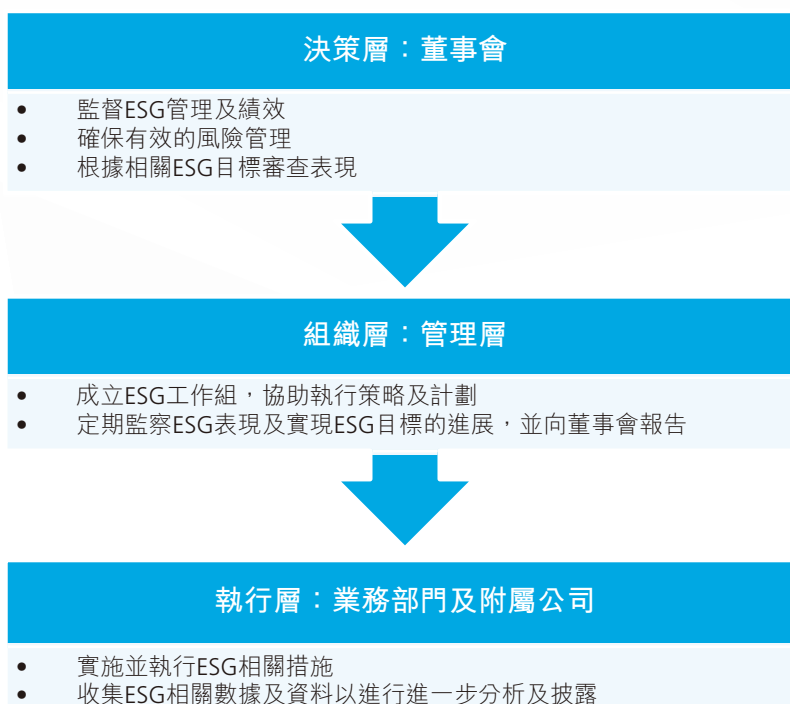 決策層：董事會
• 監督ESG管理及績效
• 確保有效的風險管理
• 根據相關ESG目標審查表現
組織層：管理層
• 成立ESG工作組，協助執行策略及計劃
• 定期監察ESG表現及實現ESG目標的進展，並向董事會報告
執行層：業務部門及附屬公司
• 實施並執行ESG相關措施
• 收集ESG相關數據及資料以進行進一步分析及披露